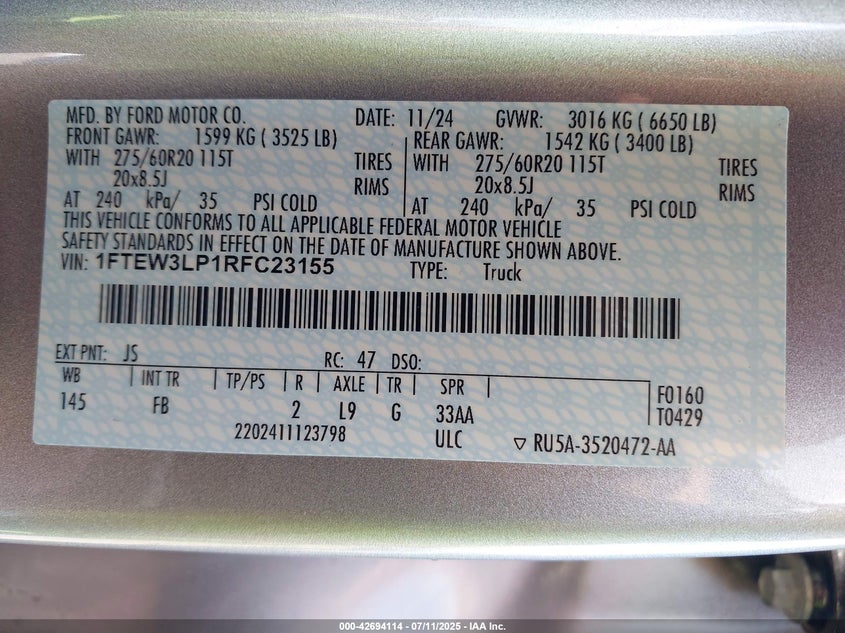 MFD. BY FORD MOTOR CO. DATE: 11/24 GVWR: 3016 KG ( 6650 LB)
FRONT GAWR: 1599 KG ( 3525 LB) REAR GAWR: 1542 KG ( 3400 LB)
WITH 275/60R20 115T TIRES WITH 275/60R20 115T TIRES
20x8.5J RIMS 20x8.5J RIMS
AT 240 kPa/ 35 PSI COLD AT 240 kPa/ 35 PSI COLD
THIS VEHICLE CONFORMS TO ALL APPLICABLE FEDERAL MOTOR VEHICLE
SAFETY STANDARDS IN EFFECT ON THE DATE OF MANUFACTURE SHOWN ABOVE.
VIN: 1FTEW3LP1RFC23155 TYPE: Truck
EXT PNT: JS RC: 47 DSO:
WB INT TR TP/PS R AXLE TR SPR F0160
145 FB 2 L9 G 33AA T0429
2202411123798 ULC ▽ RU5A-3520472-AA
000-42694114 - 07/11/2025 - IAA Inc.